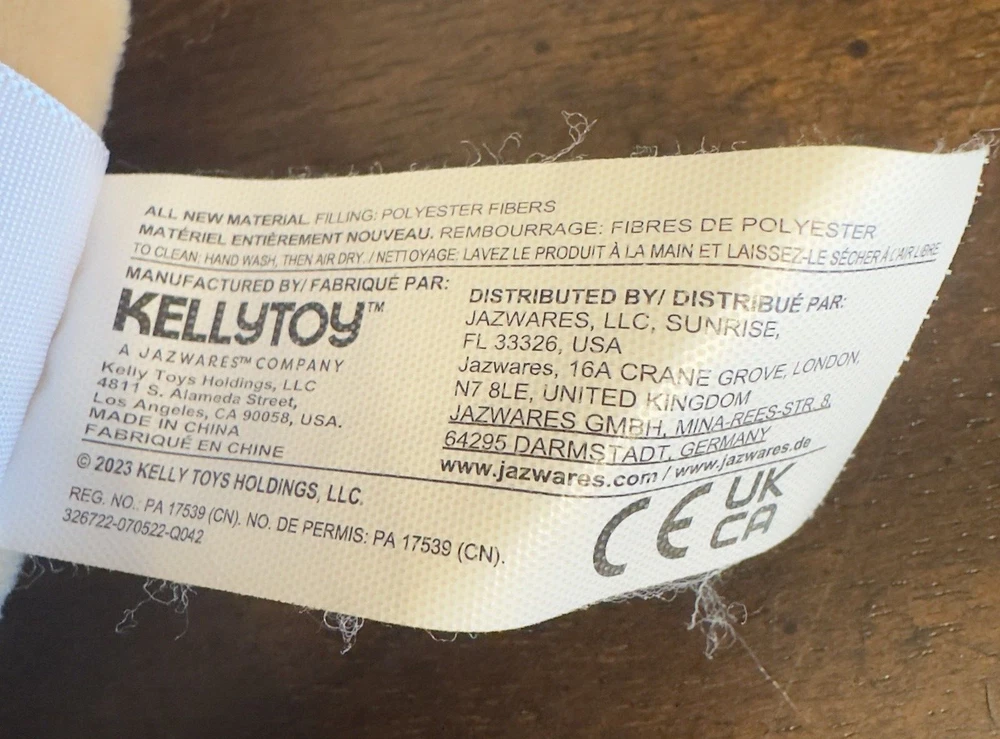 ALL NEW MATERIAL. FILLING: POLYESTER FIBERS
MATÉRIEL ENTIÈREMENT NOUVEAU. REMBOURRAGE: FIBRES DE POLYESTER
TO CLEAN: HAND WASH, THEN AIR DRY. / NETTOYAGE: LAVEZ LE PRODUIT À LA MAIN ET LAISSEZ-LE SÉCHER À L'AIR LIBRE
MANUFACTURED BY/ FABRIQUÉ PAR:
KELLYTOY™
A JAZWARES™ COMPANY
Kelly Toys Holdings, LLC
4811 S. Alameda Street,
Los Angeles, CA 90058, USA.
MADE IN CHINA
FABRIQUÉ EN CHINE
DISTRIBUTED BY/ DISTRIBUÉ PAR:
JAZWARES, LLC, SUNRISE,
FL 33326, USA
Jazwares, 16A CRANE GROVE, LONDON,
N7 8LE, UNITED KINGDOM
JAZWARES GMBH, MINA-REES-STR. 8,
64295 DARMSTADT, GERMANY
www.jazwares.com / www.jazwares.de
© 2023 KELLY TOYS HOLDINGS, LLC.
REG. NO.: PA 17539 (CN). NO. DE PERMIS: PA 17539 (CN).
326722-070522-Q042
CE UK
CA